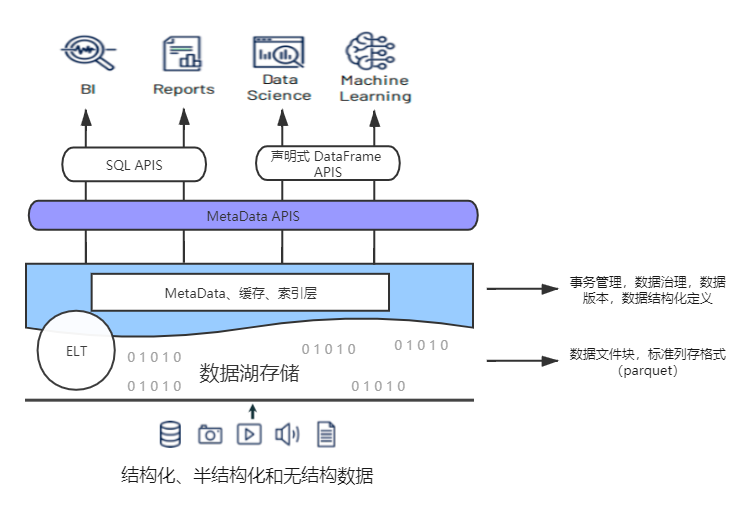 BI
Reports
Data
Science
Machine
Learning
SQL APIS
声明式 DataFrame
APIS
MetaData APIS
MetaData、缓存、索引层
事务管理，数据治理，数据
版本，数据结构化定义
ELT
01010
01010
01010
数据湖存储
01010
01010
数据文件块，标准列存格式
（parquet）
结构化、半结构化和无结构数据